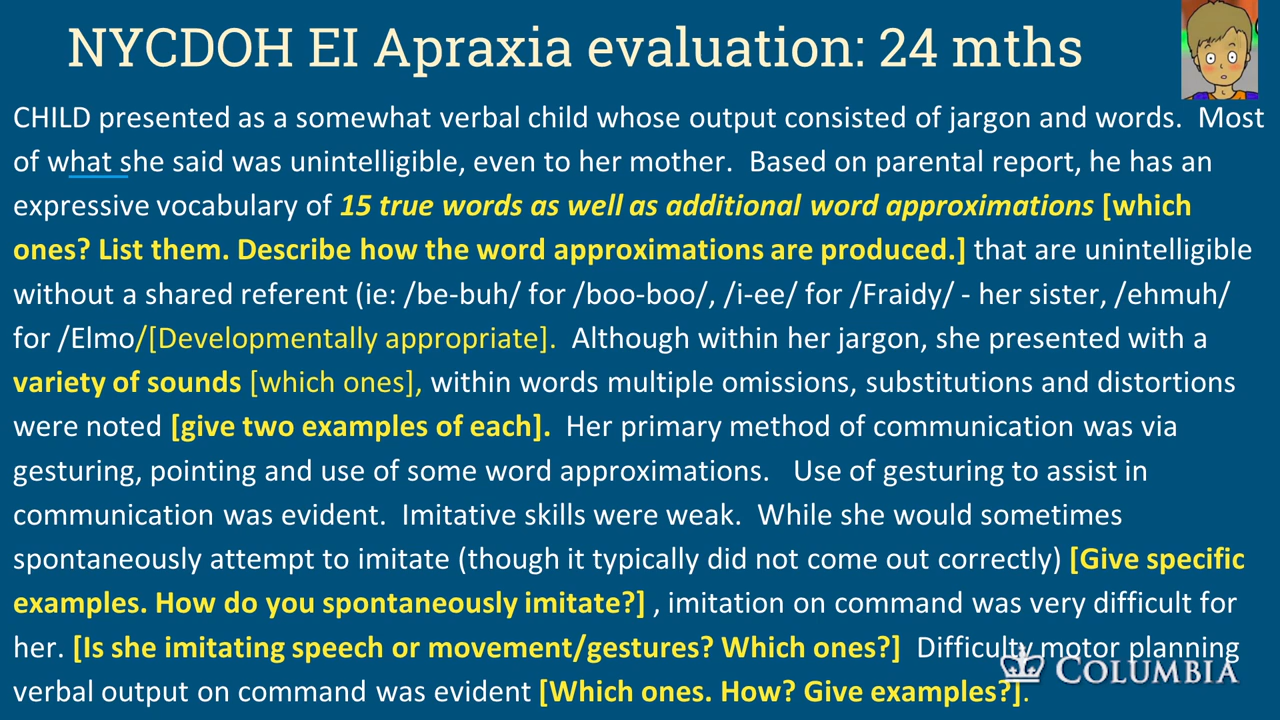 NYCDOH EI Apraxia evaluation: 24 mths
CHILD presented as a somewhat verbal child whose output consisted of jargon and words.  Most
of what she said was unintelligible, even to her mother.  Based on parental report, he has an
expressive vocabulary of 15 true words as well as additional word approximations [which
ones? List them. Describe how the word approximations are produced.] that are unintelligible
without a shared referent (ie: /be-buh/ for /boo-boo/, /i-ee/ for /Fraidy/ - her sister, /ehmuh/
for /Elmo/[Developmentally appropriate].  Although within her jargon, she presented with a
variety of sounds [which ones], within words multiple omissions, substitutions and distortions
were noted [give two examples of each].  Her primary method of communication was via
gesturing, pointing and use of some word approximations.   Use of gesturing to assist in
communication was evident.  Imitative skills were weak.  While she would sometimes
spontaneously attempt to imitate (though it typically did not come out correctly) [Give specific
examples. How do you spontaneously imitate?] , imitation on command was very difficult for
her. [Is she imitating speech or movement/gestures? Which ones?]  Difficulty motor planning
verbal output on command was evident [Which ones. How? Give examples?].
COLUMBIA